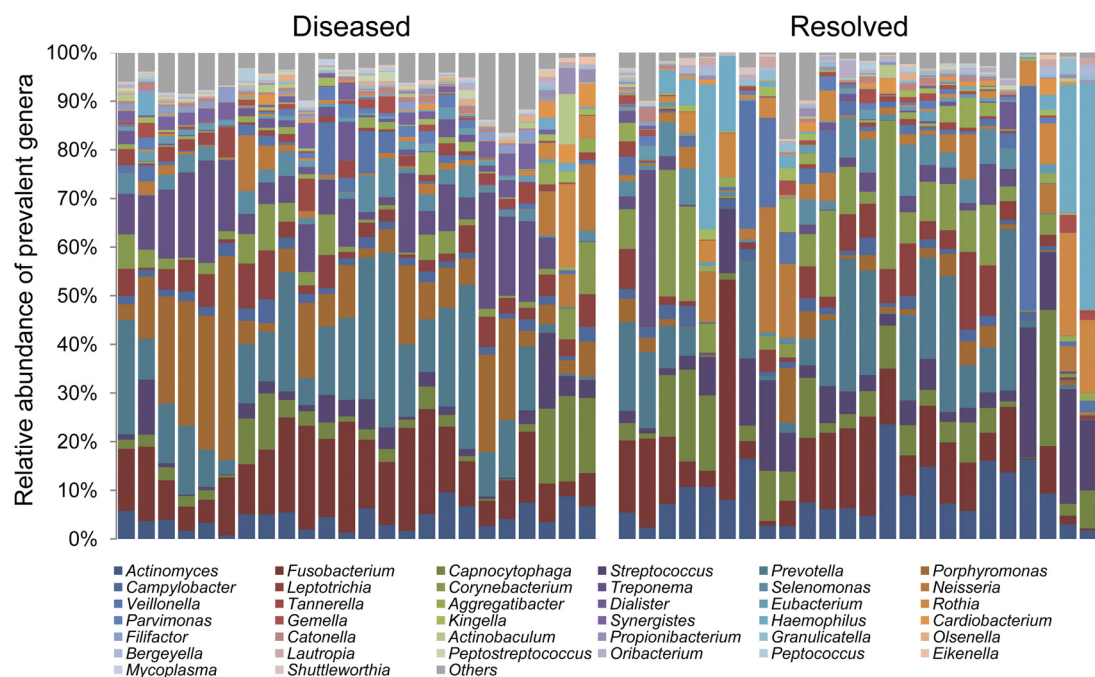 Diseased Resolved
100%
90%
80%
70%
60%
50%
40%
30%
20%
10%
0%
Relative abundance of prevalent genera
Actinomyces Fusobacterium Capnocytophaga Streptococcus Prevotella Porphyromonas
Campylobacter Leptotrichia Corynebacterium Treponema Selenomonas Neisseria
Veillonella Tannerella Aggregatibacter Dialister Eubacterium Rothia
Parvimonas Gemella Kingella Synergistes Haemophilus Cardiobacterium
Filifactor Catonella Actinobaculum Propionibacterium Granulicatella Olsenella
Bergeyella Lautropia Peptostreptococcus Oribacterium Peptococcus Eikenella
Mycoplasma Shuttleworthia Others